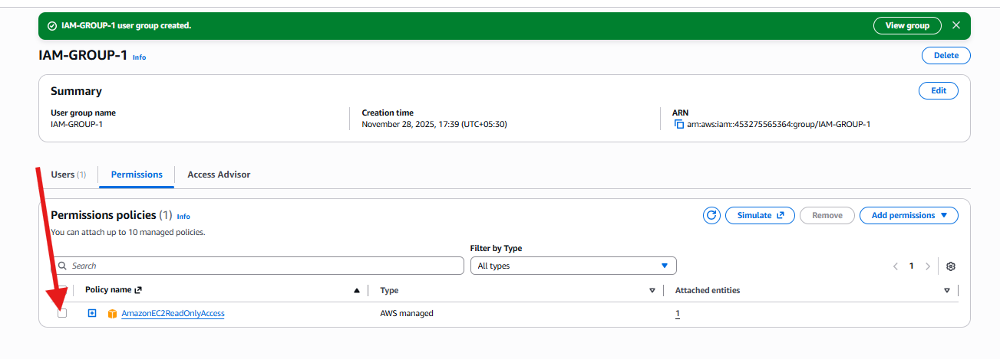 IAM-GROUP-1 user group created.
View group
IAM-GROUP-1 Info
Delete
Summary
Edit
User group name
IAM-GROUP-1
Creation time
November 28, 2025, 17:39 (UTC+05:30)
ARN
arn:aws:iam::453275565364:group/IAM-GROUP-1
Users (1)
Permissions
Access Advisor
Permissions policies (1) Info
You can attach up to 10 managed policies.
Simulate
Remove
Add permissions
Filter by Type
Search
All types
1
Policy name
Type
Attached entities
AmazonEC2ReadOnlyAccess
AWS managed
1